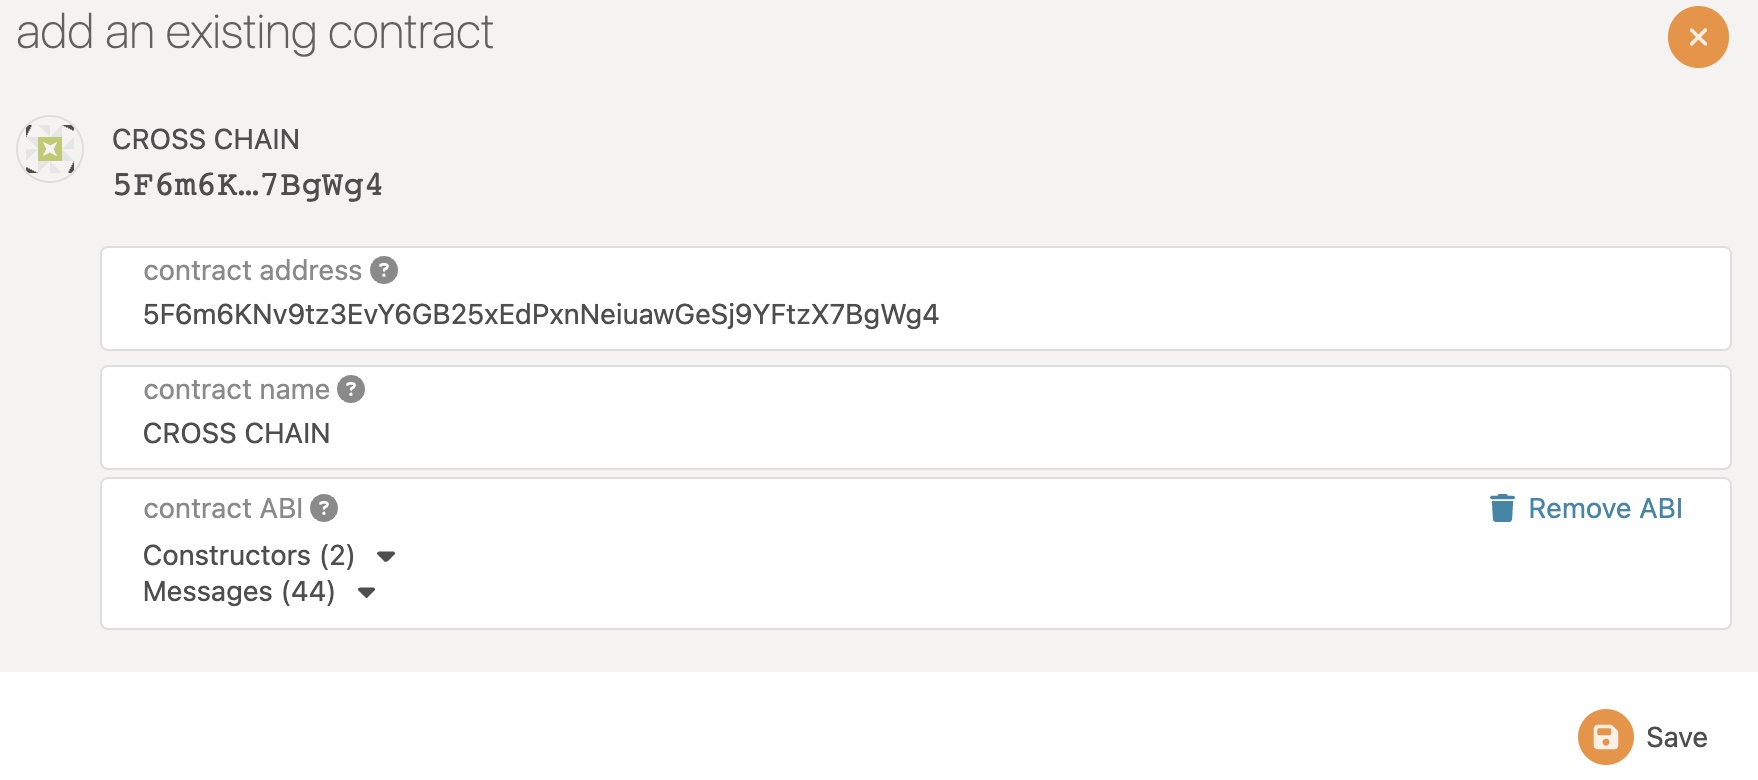 add an existing contract
CROSS CHAIN
5F6m6K…7BgWg4
contract address ?
5F6m6KNv9tz3EvY6GB25xEdPxnNeiuawGeSj9YFtzX7BgWg4
contract name ?
CROSS CHAIN
contract ABI ?
Remove ABI
Constructors (2)
Messages (44)
Save